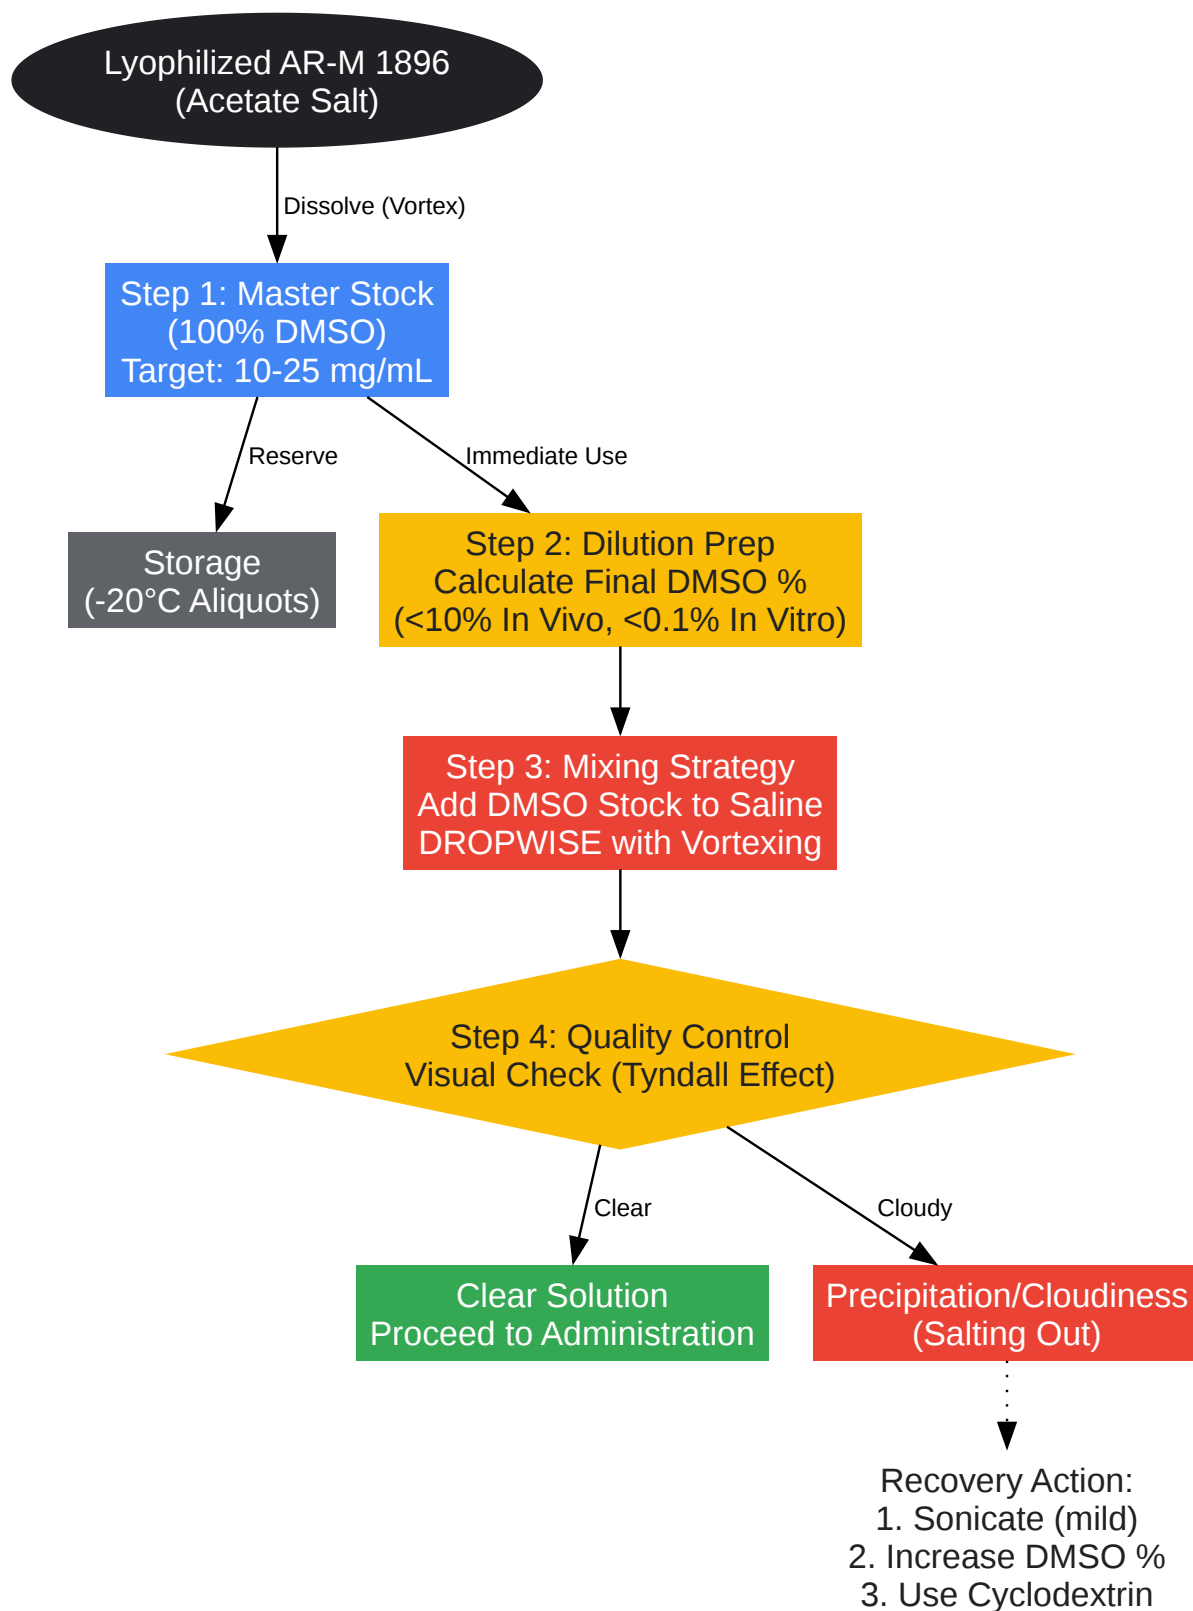 Lyophilized AR-M 1896
(Acetate Salt)
Dissolve (Vortex)
Step 1: Master Stock
(100% DMSO)
Target: 10-25 mg/mL
Reserve
Immediate Use
Storage
(-20°C Aliquots)
Step 2: Dilution Prep
Calculate Final DMSO %
(<10% In Vivo, <0.1% In Vitro)
Step 3: Mixing Strategy
Add DMSO Stock to Saline
DROPWISE with Vortexing
Step 4: Quality Control
Visual Check (Tyndall Effect)
Clear
Cloudy
Clear Solution
Proceed to Administration
Precipitation/Cloudiness
(Salting Out)
Recovery Action:
1. Sonicate (mild)
2. Increase DMSO %
3. Use Cyclodextrin